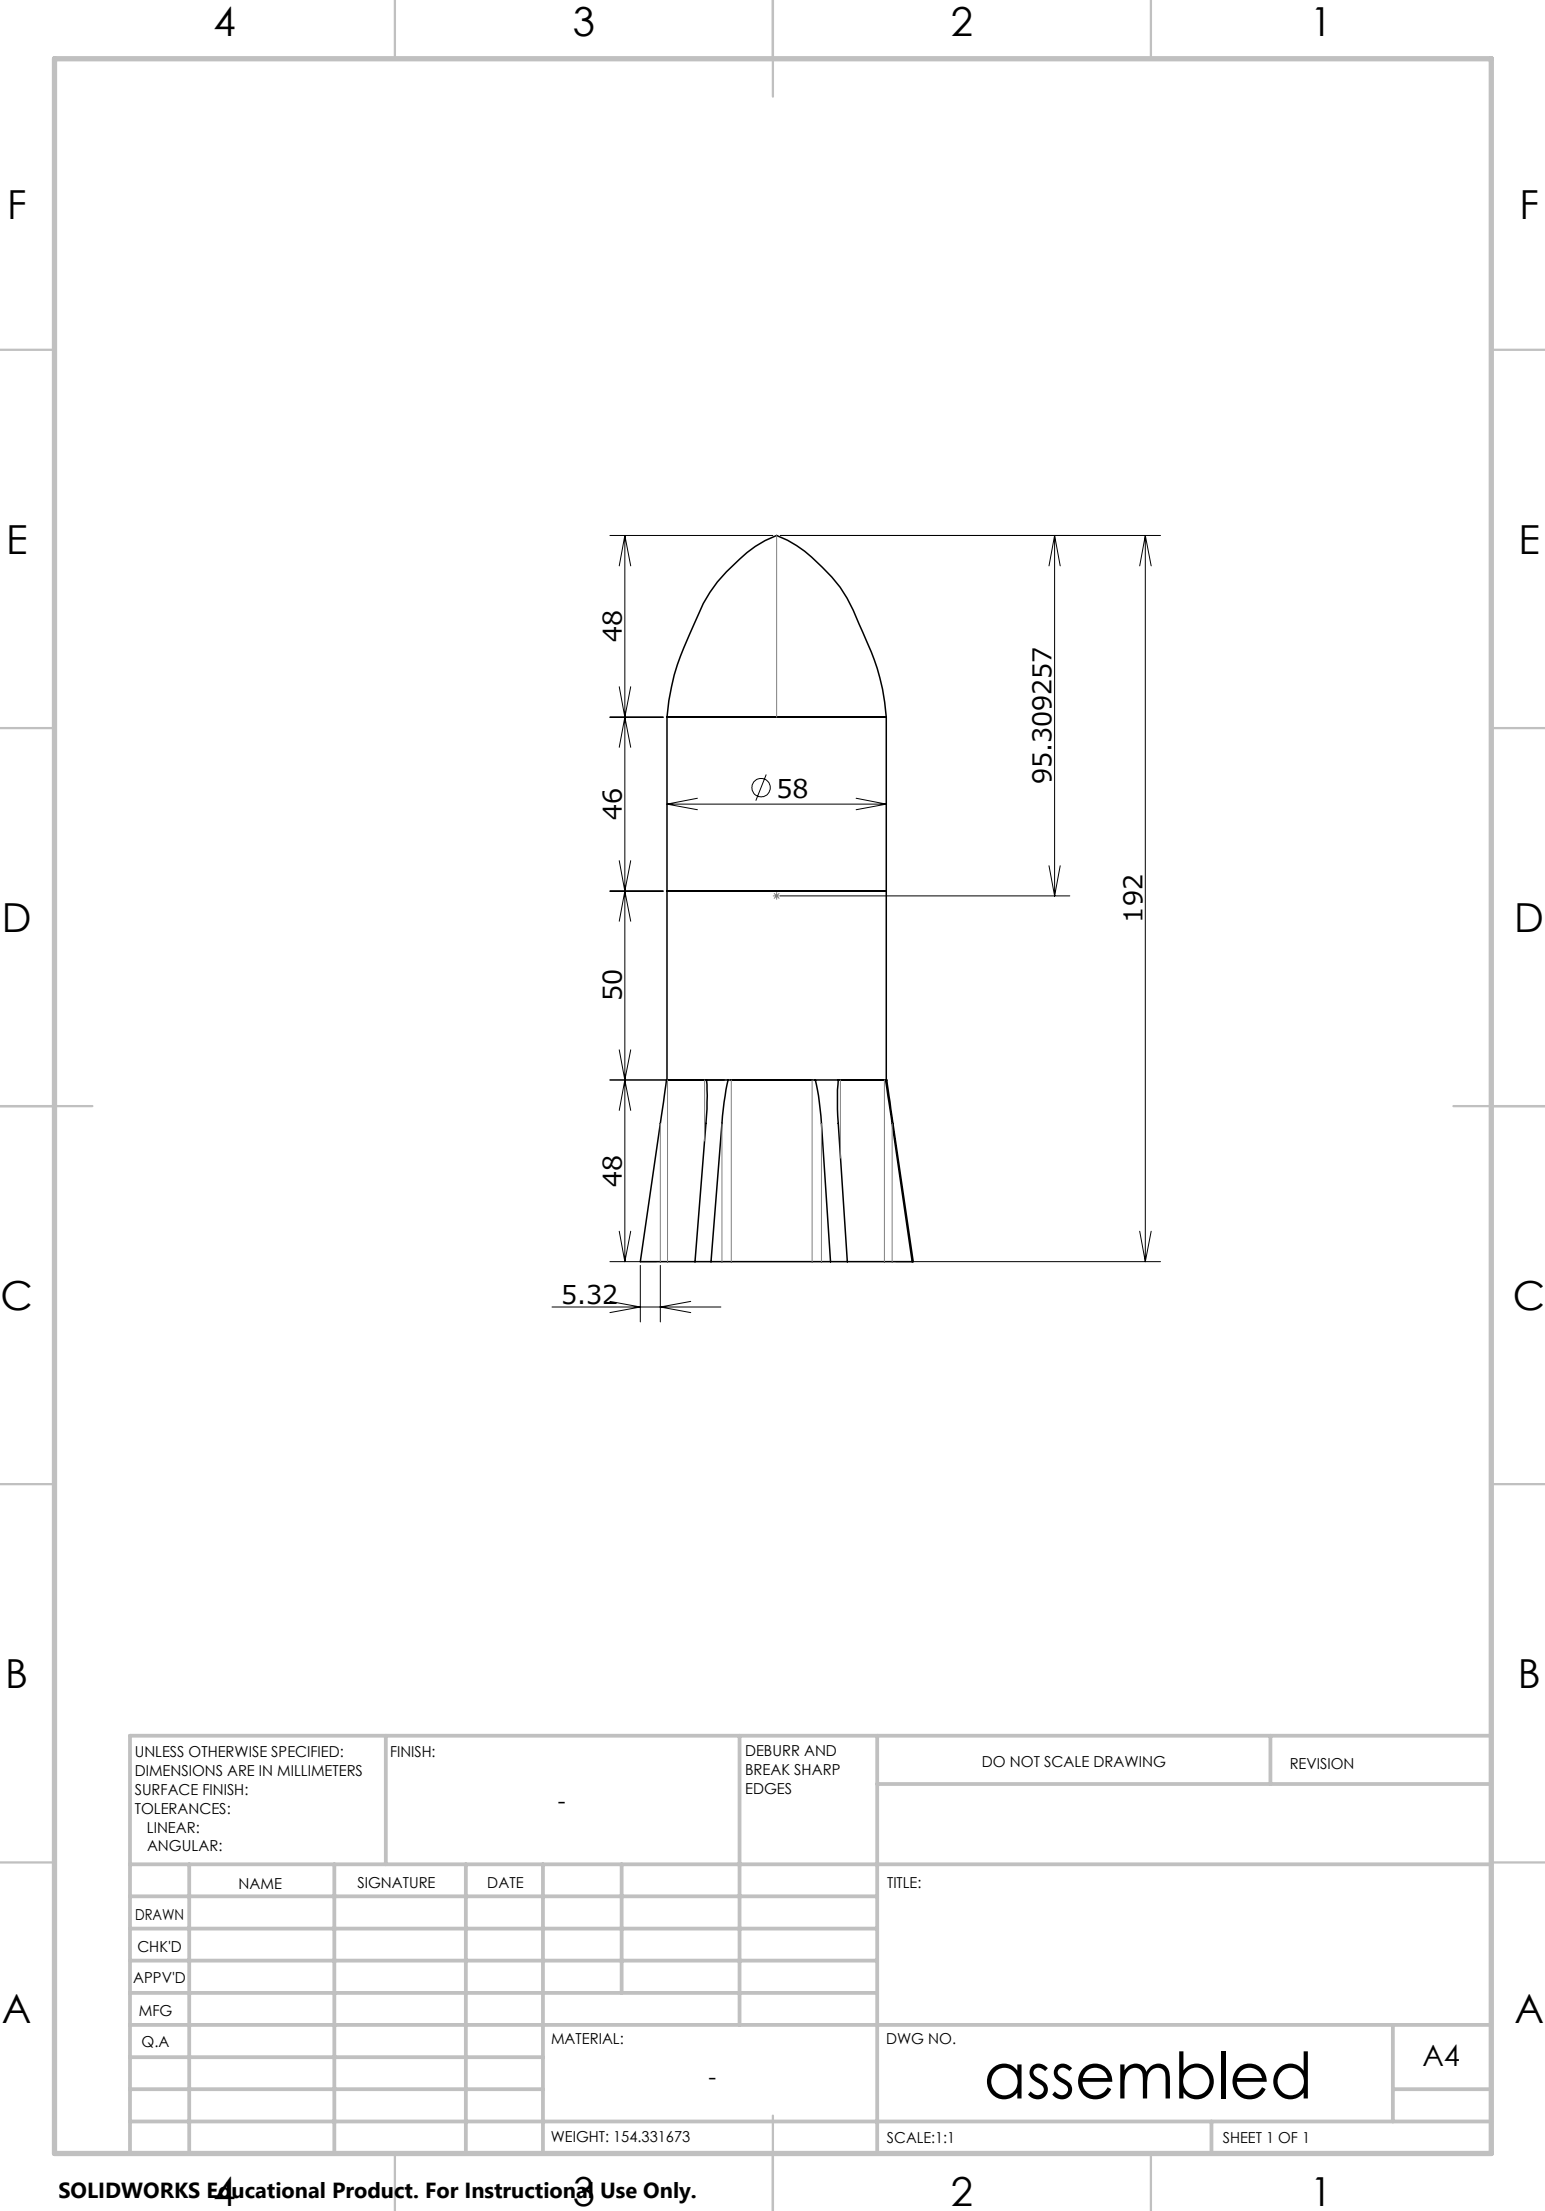 4 3 2 1
F F
E E
48
95.309257
⌀58
46
192
D D
50
48
5.32
C C
B B
UNLESS OTHERWISE SPECIFIED:
DIMENSIONS ARE IN MILLIMETERS
SURFACE FINISH:
TOLERANCES:
LINEAR:
ANGULAR:
FINISH:
-
DEBURR AND
BREAK SHARP
EDGES
DO NOT SCALE DRAWING
REVISION
NAME SIGNATURE DATE
TITLE:
DRAWN
CHK'D
APPV'D
MFG
Q.A
A A
MATERIAL:
-
DWG NO.
assembled
A4
WEIGHT: 154.331673
SCALE:1:1
SHEET 1 OF 1
SOLIDWORKS Educational Product. For Instructional Use Only.
4 3 2 1